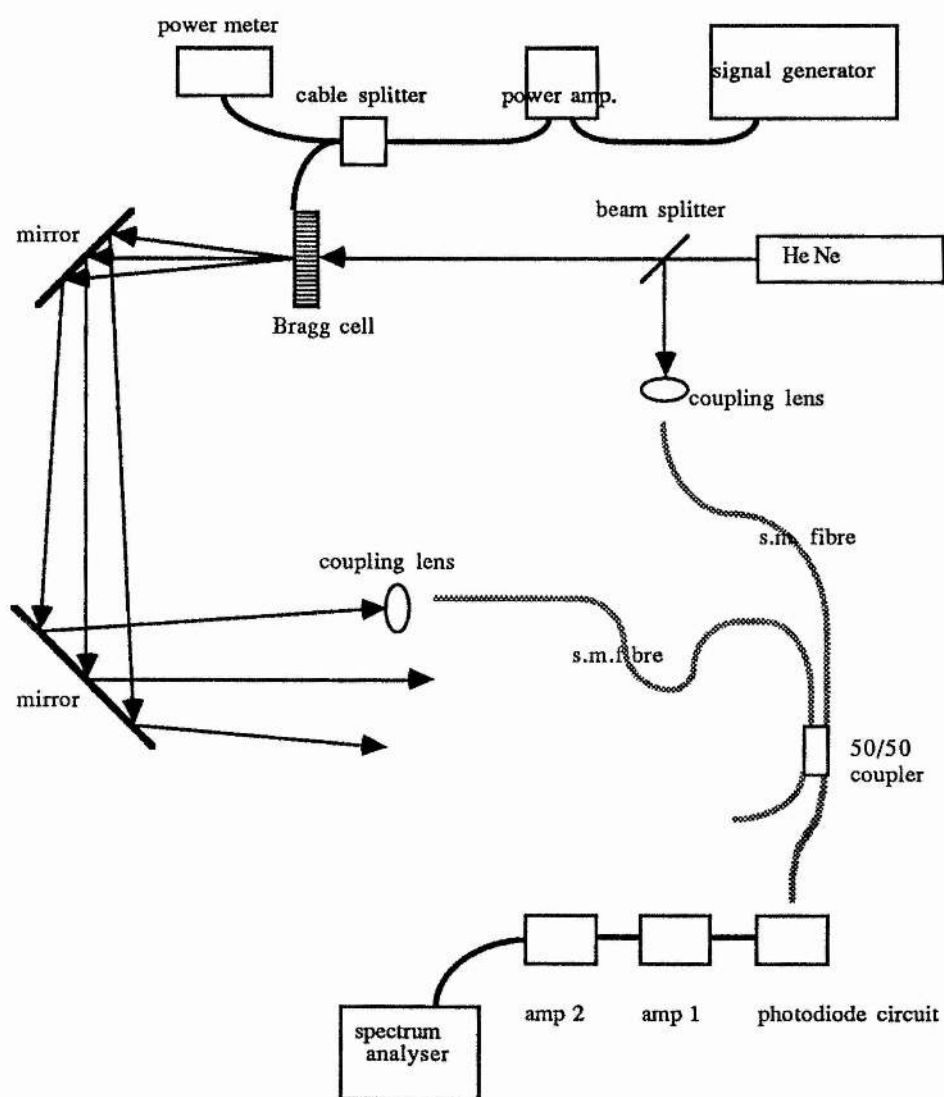 power meter
cable splitter
power amp.
signal generator
beam splitter
mirror
He Ne
Bragg cell
coupling lens
s.m. fibre
coupling lens
s.m.fibre
mirror
50/50
coupler
amp 2
amp 1
photodiode circuit
spectrum
analyser